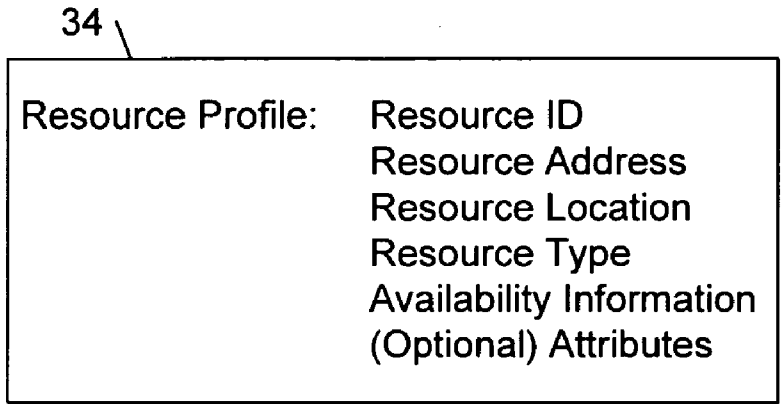 34
Resource Profile: Resource ID
Resource Address
Resource Location
Resource Type
Availability Information
(Optional) Attributes